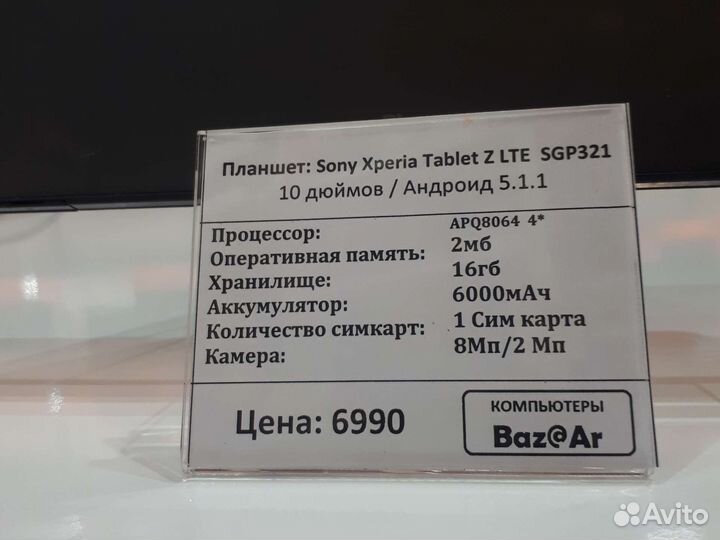 Планшет: Sony Xperia Tablet Z LTE SGP321
10 дюймов / Андроид 5.1.1
Процессор: APQ8064 4*
Оперативная память: 2мб
Хранилище: 16гб
Аккумулятор: 6000мАч
Количество симкарт: 1 Сим карта
Камера: 8Мп/2 Мп
Цена: 6990
КОМПЬЮТЕРЫ
Baz@Ar
Avito